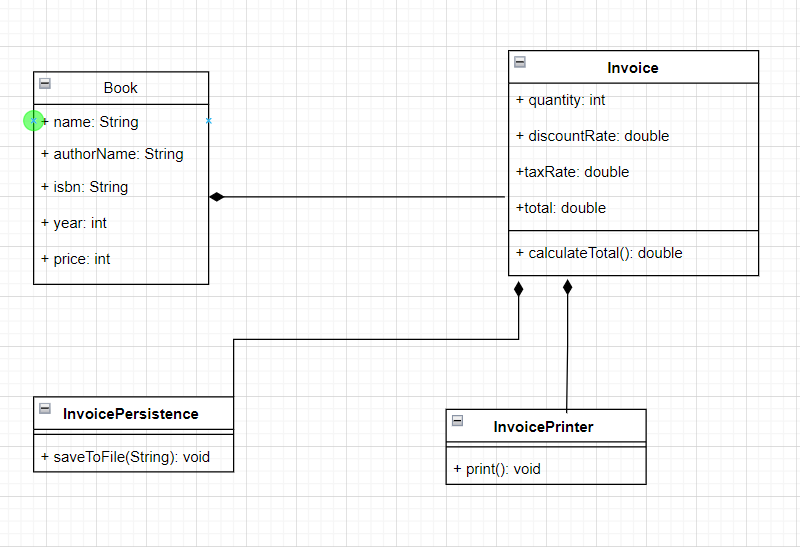 Book
+ name: String
+ authorName: String
+ isbn: String
+ year: int
+ price: int
Invoice
+ quantity: int
+ discountRate: double
+taxRate: double
+total: double
+ calculateTotal(): double
InvoicePersistence
+ saveToFile(String): void
InvoicePrinter
+ print(): void